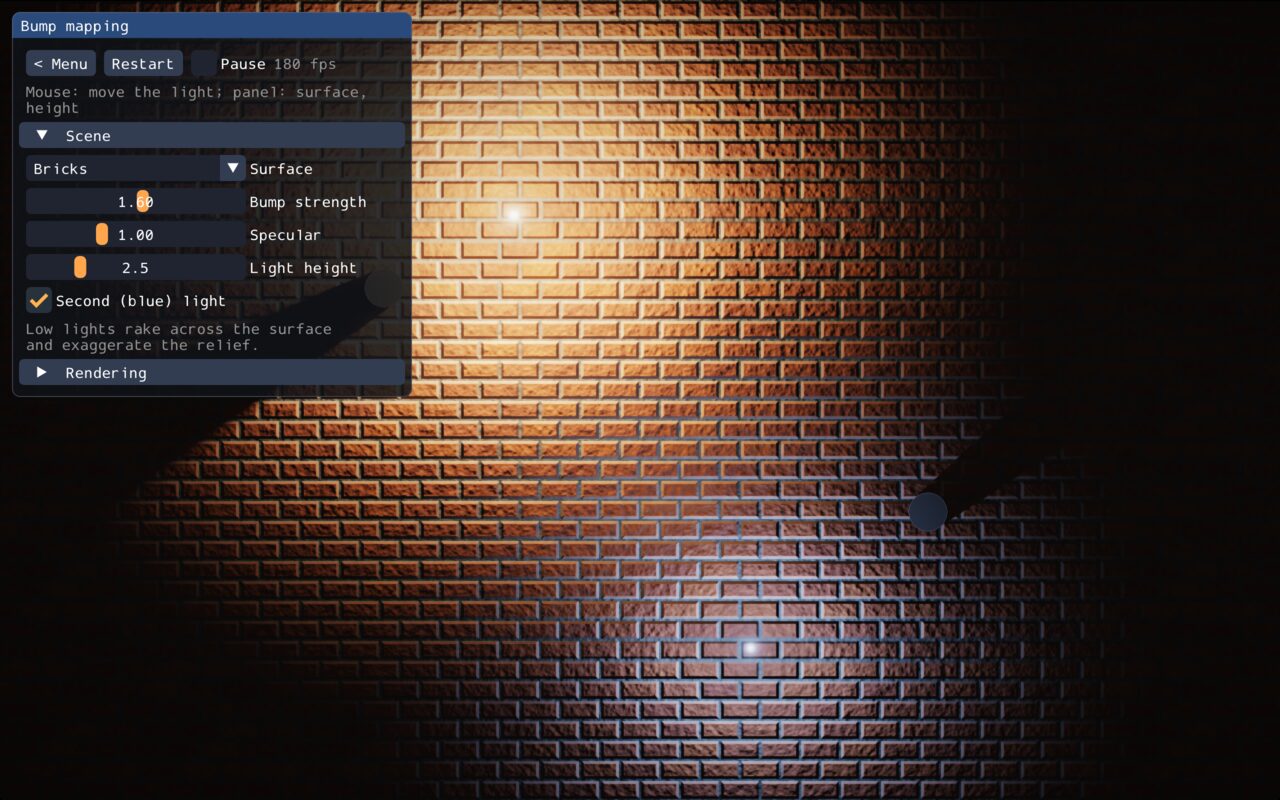 Bump mapping
< Menu Restart Pause 180 fps
Mouse: move the light; panel: surface,
height
Scene
Bricks Surface
1.60 Bump strength
1.00 Specular
2.5 Light height
Second (blue) light
Low lights rake across the surface
and exaggerate the relief.
Rendering